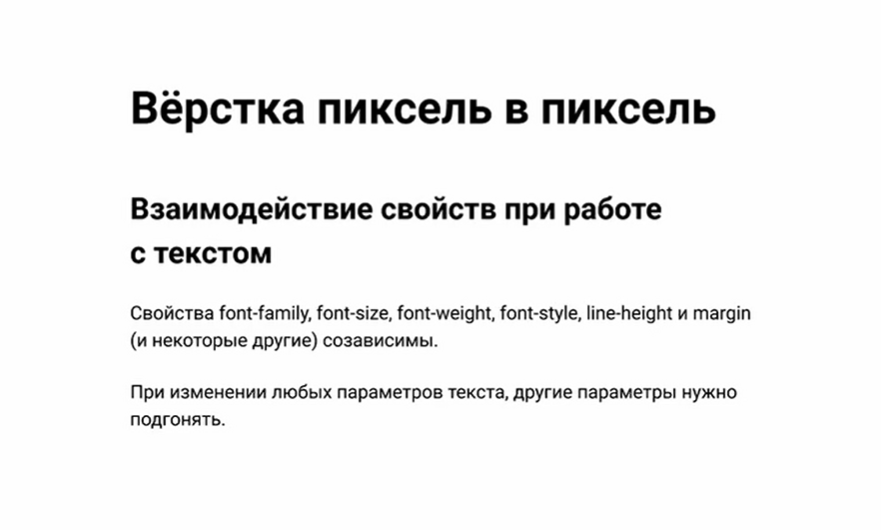 Вёрстка пиксель в пиксель
Взаимодействие свойств при работе
с текстом
Свойства font-family, font-size, font-weight, font-style, line-height и margin
(и некоторые другие) созависимы.
При изменении любых параметров текста, другие параметры нужно
подгонять.